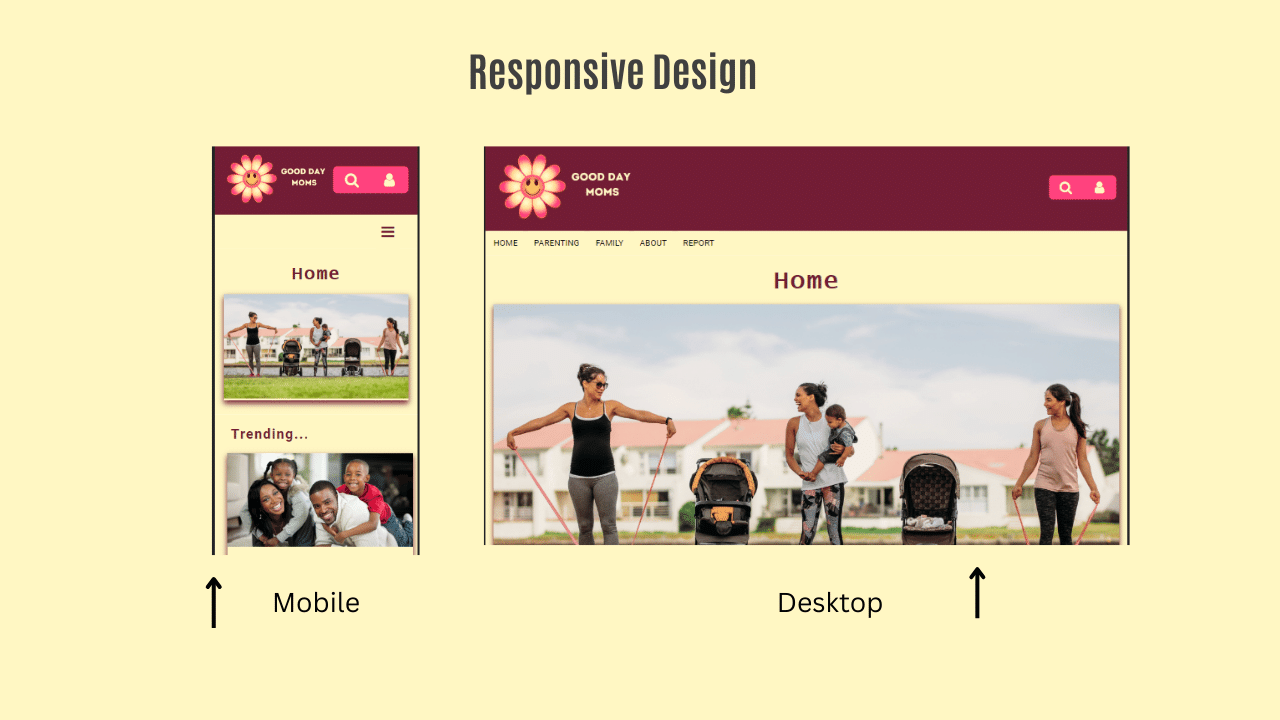 Responsive Design
GOOD DAY
MOMS
Home
Trending...
GOOD DAY
MOMS
HOME PARENTING FAMILY ABOUT REPORT
Home
Mobile
Desktop